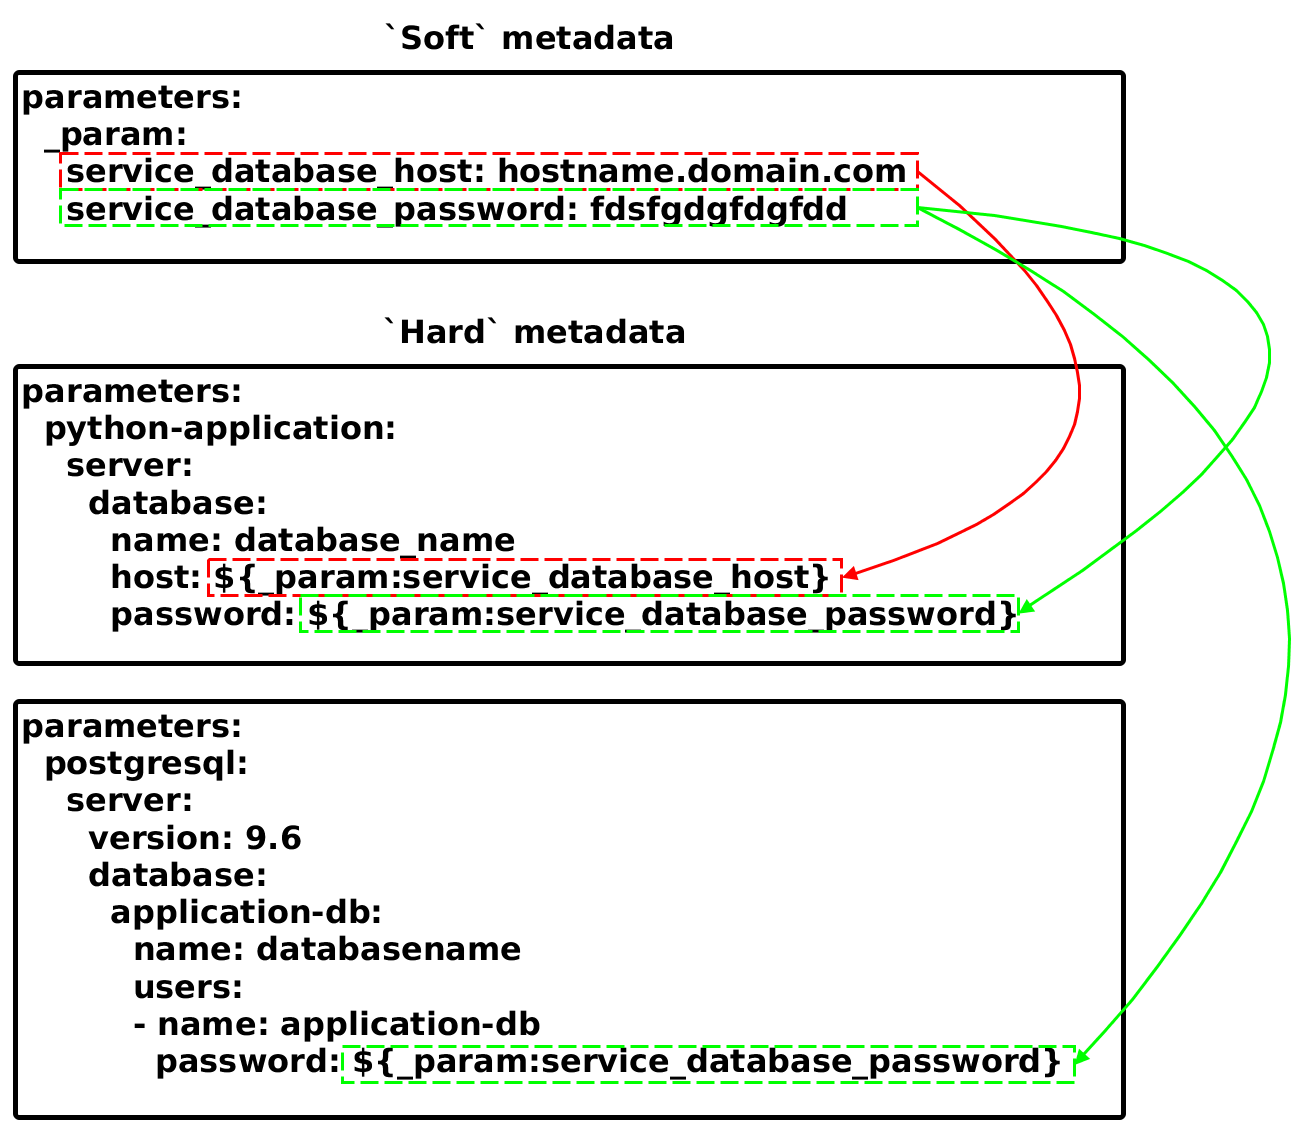 `Soft` metadata
parameters:
  _param:
    service_database_host: hostname.domain.com
    service_database_password: fdsfgdgfdgfdd
`Hard` metadata
parameters:
  python-application:
    server:
      database:
        name: database_name
        host: ${_param:service_database_host}
        password: ${_param:service_database_password}
parameters:
  postgresql:
    server:
      version: 9.6
      database:
        application-db:
          name: databasename
          users:
          - name: application-db
            password: ${_param:service_database_password}